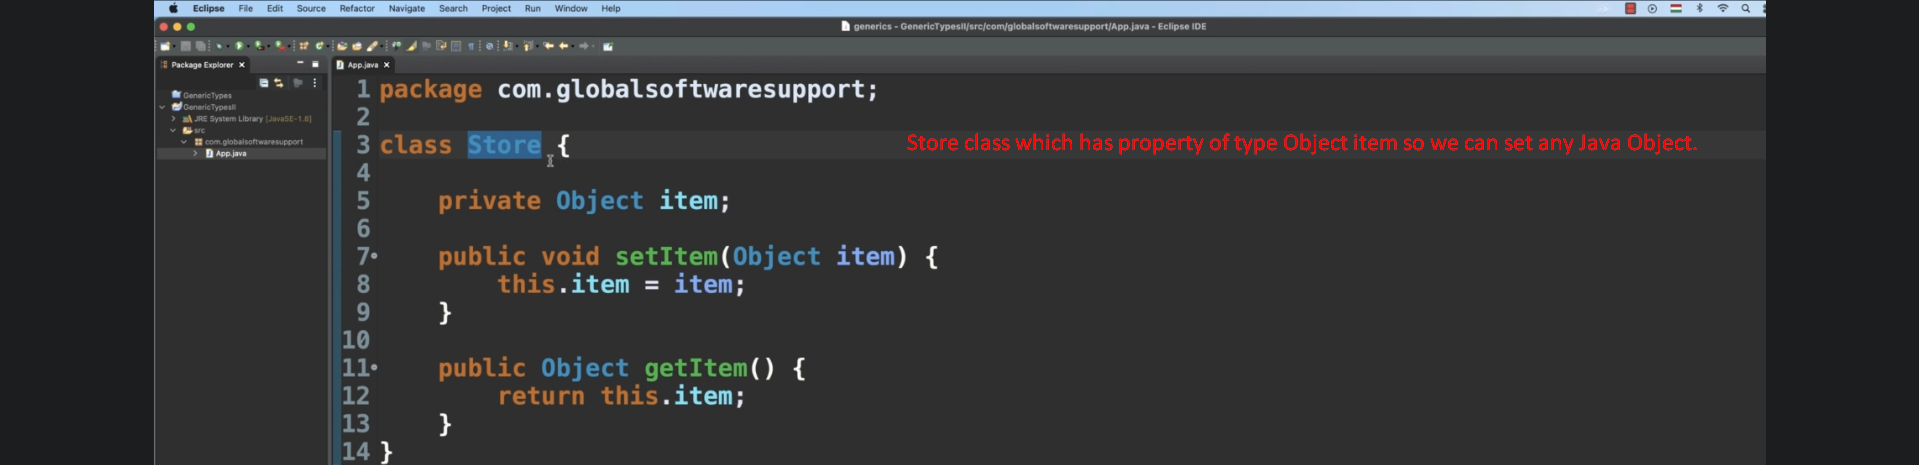 Eclipse File Edit Source Refactor Navigate Search Project Run Window Help
generics - GenericTypesII/src/com/globalsoftwaresupport/App.java - Eclipse IDE
Package Explorer
App.java
GenericTypes
GenericTypesII
JRE System Library [JavaSE-1.8]
src
com.globalsoftwaresupport
App.java
1 package com.globalsoftwaresupport;
2
3 class Store {
Store class which has property of type Object item so we can set any Java Object.
4
5 private Object item;
6
7 public void setItem(Object item) {
8 this.item = item;
9 }
10
11 public Object getItem() {
12 return this.item;
13 }
14 }